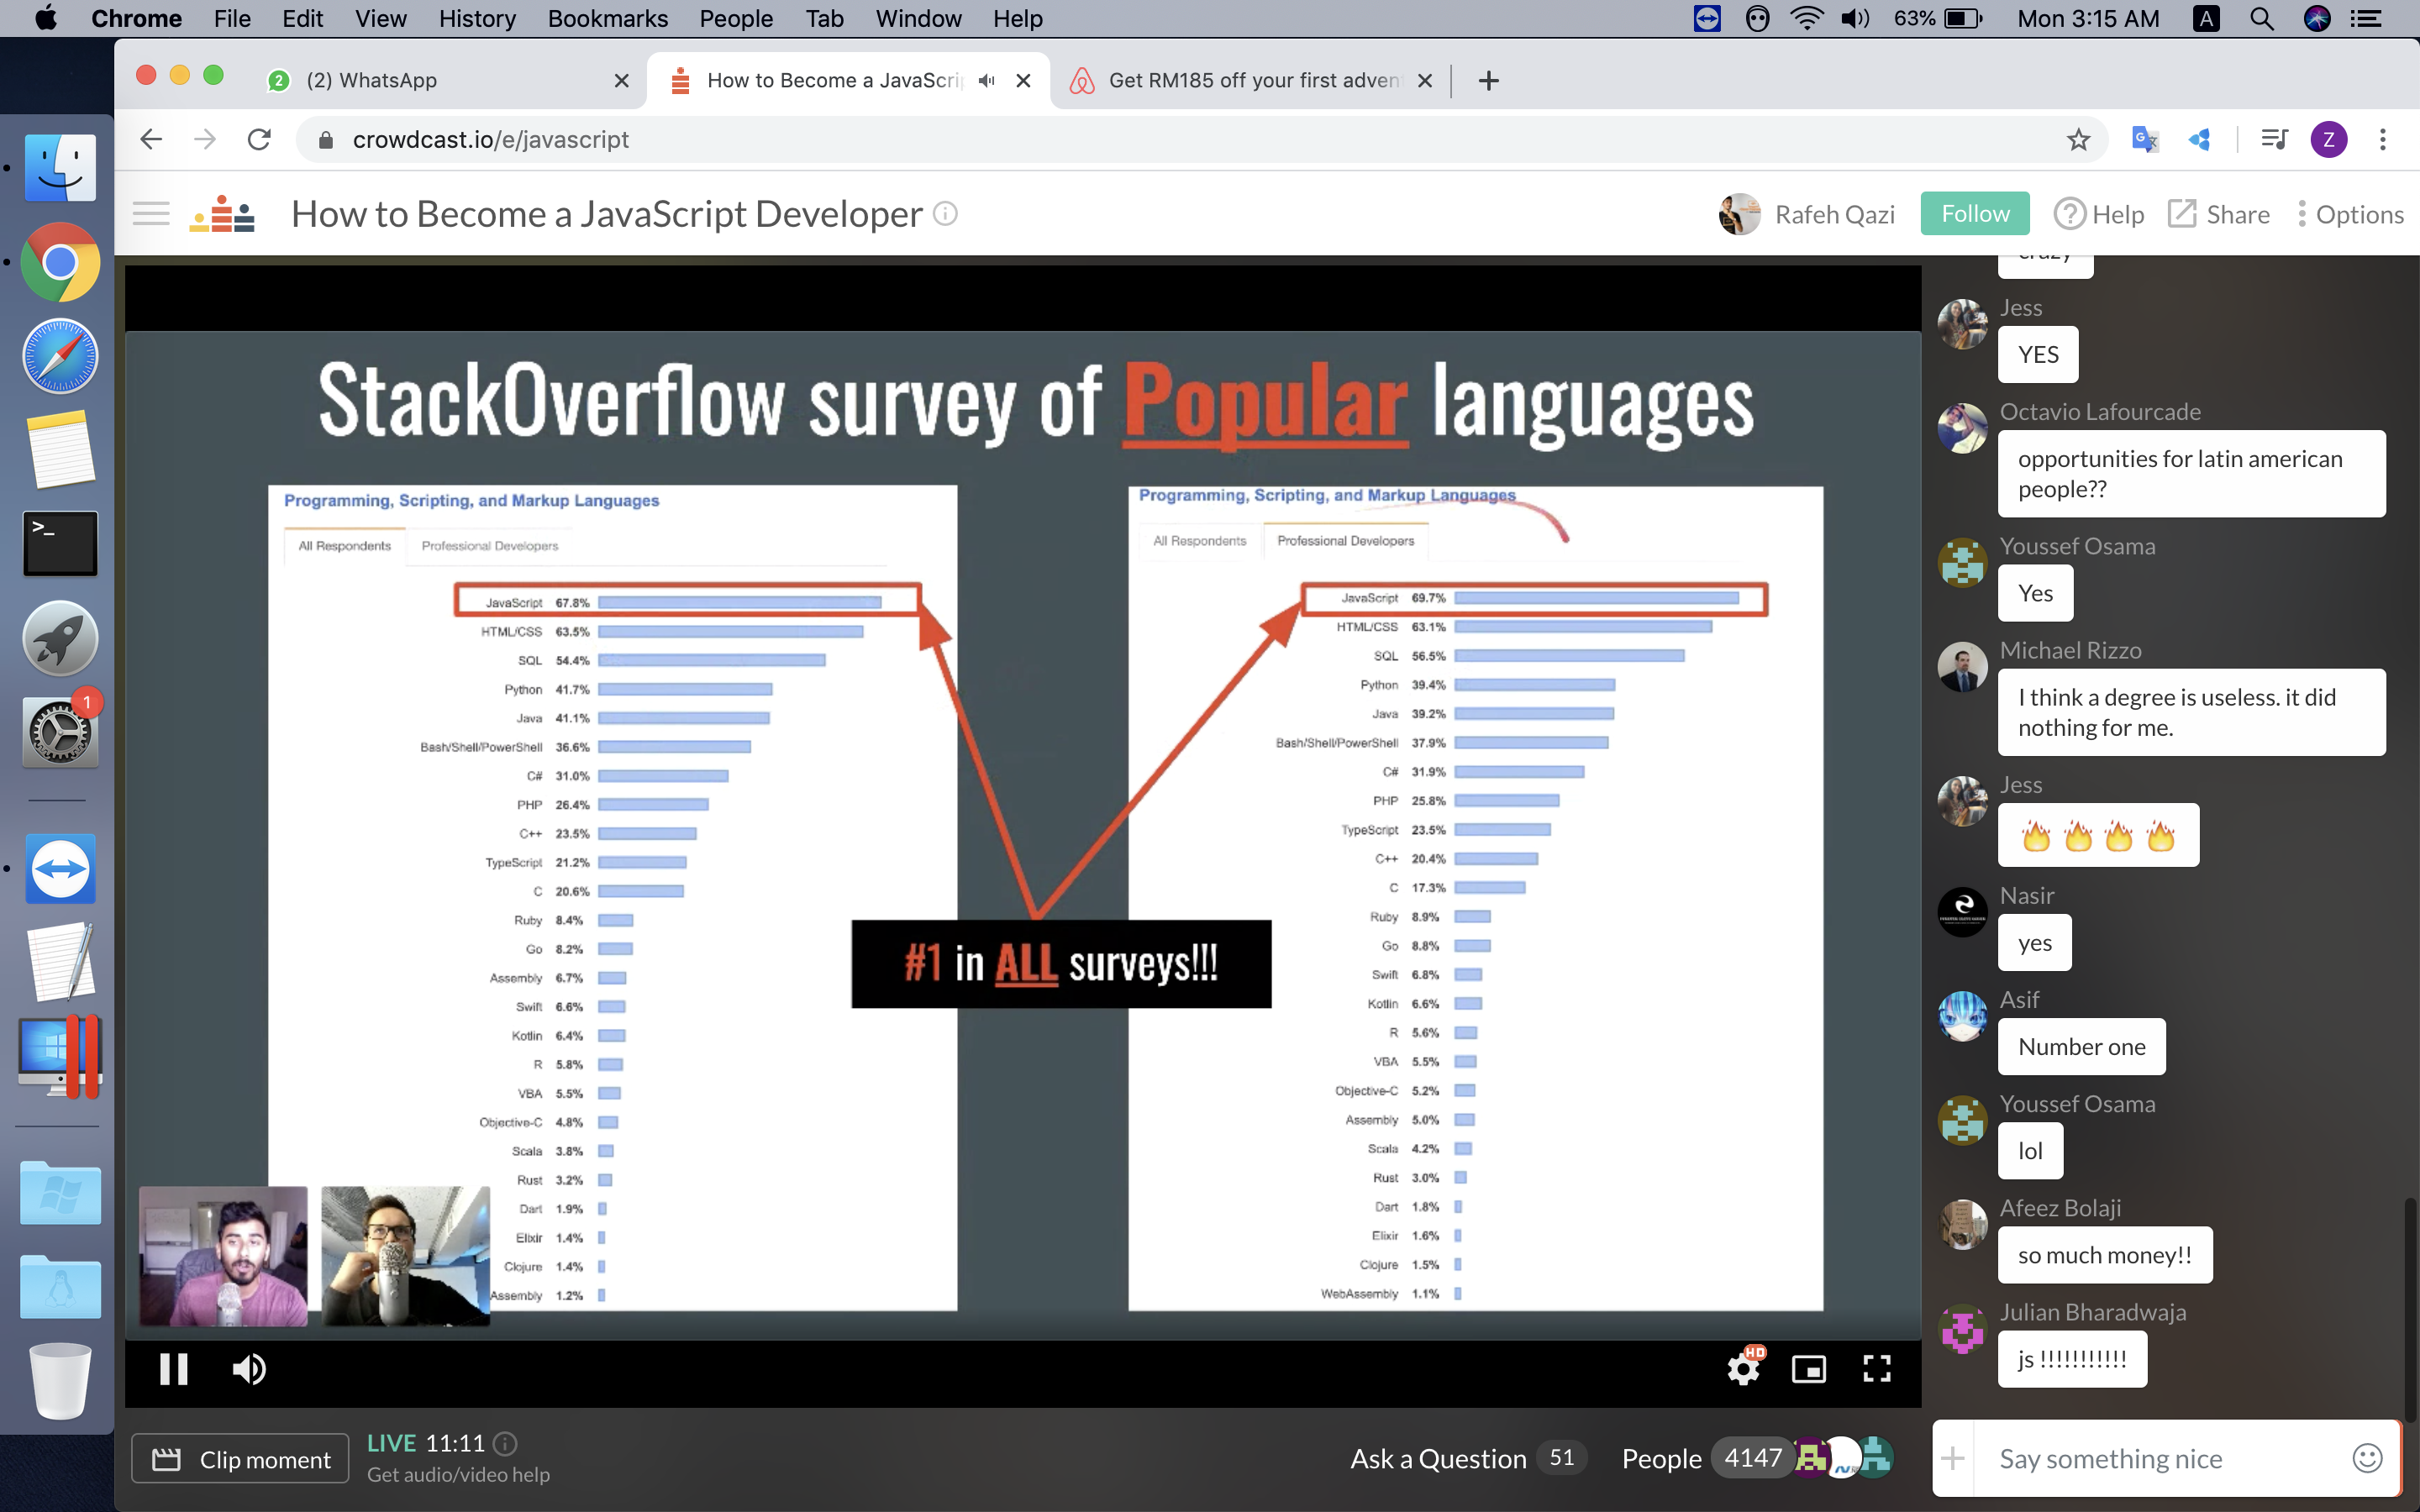 Chrome File Edit View History Bookmarks People Tab Window Help 63% Mon 3:15 AM A
2 (2) WhatsApp How to Become a JavaScri Get RM185 off your first adven
crowdcast.io/e/javascript Z
How to Become a JavaScript Developer Rafeh Qazi Follow Help Share Options
StackOverflow survey of Popular languages
Programming, Scripting, and Markup Languages
All Respondents Professional Developers
JavaScript 67.8%
HTML/CSS 63.5%
SQL 54.4%
Python 41.7%
Java 41.1%
Bash/Shell/PowerShell 36.6%
C# 31.0%
PHP 26.4%
C++ 23.5%
TypeScript 21.2%
C 20.6%
Ruby 8.4%
Go 8.2%
Assembly 6.7%
Swift 6.6%
Kotlin 6.4%
R 5.8%
VBA 5.5%
Objective-C 4.8%
Scala 3.8%
Rust 3.2%
Dart 1.9%
Elixir 1.4%
Clojure 1.4%
Assembly 1.2%
Programming, Scripting, and Markup Languages
All Respondents Professional Developers
JavaScript 69.7%
HTML/CSS 63.1%
SQL 56.5%
Python 39.4%
Java 39.2%
Bash/Shell/PowerShell 37.9%
C# 31.9%
PHP 25.8%
TypeScript 23.5%
C++ 20.4%
C 17.3%
Ruby 8.9%
Go 8.8%
Swift 6.8%
Kotlin 6.6%
R 5.6%
VBA 5.5%
Objective-C 5.2%
Assembly 5.0%
Scala 4.2%
Rust 3.0%
Dart 1.8%
Elixir 1.6%
Clojure 1.5%
WebAssembly 1.1%
#1 in ALL surveys!!!
HD
Clip moment
LIVE 11:11
Get audio/video help
Ask a Question 51 People 4147
crazy
Jess
YES
Octavio Lafourcade
opportunities for latin american
people??
Youssef Osama
Yes
Michael Rizzo
I think a degree is useless. it did
nothing for me.
Jess
🔥 🔥 🔥 🔥
Nasir
yes
Asif
Number one
Youssef Osama
lol
Afeez Bolaji
so much money!!
Julian Bharadwaja
js !!!!!!!!!!!
Say something nice
1